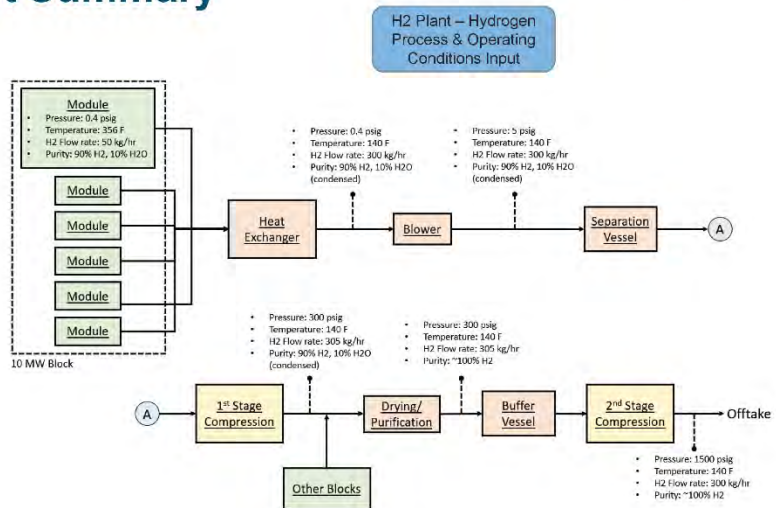 t Summary
H2 Plant – Hydrogen
Process & Operating
Conditions Input
Module
• Pressure: 0.4 psig
• Temperature: 356 F
• H2 Flow rate: 50 kg/hr
• Purity: 90% H2, 10% H2O
Module
Module
Module
Module
Module
10 MW Block
Heat
Exchanger
• Pressure: 0.4 psig
• Temperature: 140 F
• H2 Flow rate: 300 kg/hr
• Purity: 90% H2, 10% H2O
(condensed)
Blower
• Pressure: 5 psig
• Temperature: 140 F
• H2 Flow rate: 300 kg/hr
• Purity: 90% H2, 10% H2O
(condensed)
Separation
Vessel
A
A
1st Stage
Compression
• Pressure: 300 psig
• Temperature: 140 F
• H2 Flow rate: 305 kg/hr
• Purity: 90% H2, 10% H2O
(condensed)
Other Blocks
Drying/
Purification
• Pressure: 300 psig
• Temperature: 140 F
• H2 Flow rate: 305 kg/hr
• Purity: ~100% H2
Buffer
Vessel
2nd Stage
Compression
Offtake
• Pressure: 1500 psig
• Temperature: 140 F
• H2 Flow rate: 300 kg/hr
• Purity: ~100% H2